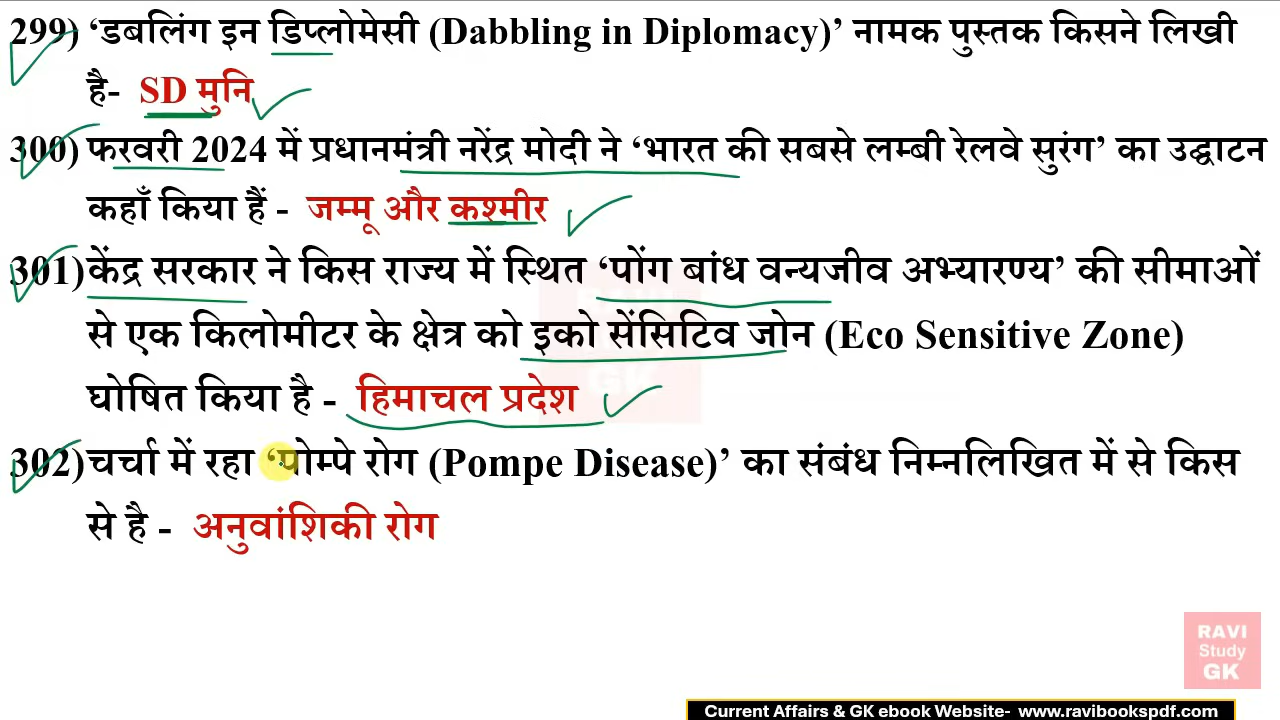 299) ‘डबलिंग इन डिप्लोमेसी (Dabbling in Diplomacy)’ नामक पुस्तक किसने लिखी
है- SD मुनि
300) फरवरी 2024 में प्रधानमंत्री नरेंद्र मोदी ने ‘भारत की सबसे लम्बी रेलवे सुरंग’ का उद्घाटन
कहाँ किया हैं - जम्मू और कश्मीर
301) केंद्र सरकार ने किस राज्य में स्थित ‘पोंग बांध वन्यजीव अभ्यारण्य’ की सीमाओं
से एक किलोमीटर के क्षेत्र को इको सेंसिटिव जोन (Eco Sensitive Zone)
घोषित किया है - हिमाचल प्रदेश
302) चर्चा में रहा ‘पोम्पे रोग (Pompe Disease)’ का संबंध निम्नलिखित में से किस
से है - अनुवांशिकी रोग
RAVI
Study
GK
Current Affairs & GK ebook Website- www.ravibookspdf.com